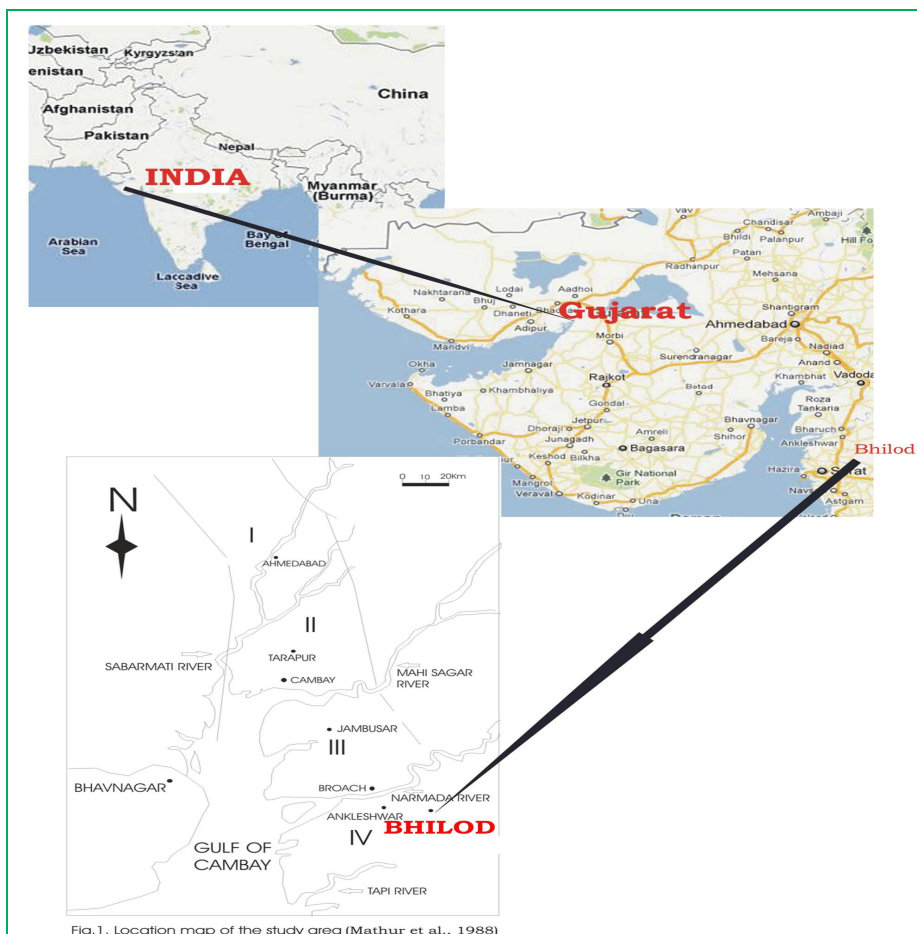 Jzbekistan
Kyrgyzstan
enistan
China
Afghanistan
Pakistan
Nepal
INDIA
Myanmar
(Burma)
Arabian
Sea
Bay of
Bengal
Laccadive
Sea
Vav
Ambaji
Chandisar
Bhildi
Palanpur
Hill Fo
Patan
Radhanpur
Mehsana
Lodai
Aadhoi
Nakhtarana
Bhuj
Kothara
Dhaneti
Gujarat
Shantigram
Adipur
Ahmedabad
Morbi
Bareja
Mandvi
Nadiad
Okha
Jamnagar
Surendranagar
Anand
Varvala
Khambhat
Vadoda
Rajkot
Khambhaliya
Botod
Bhatiya
Roza
Tankaria
Lamba
Gondal
Bhavnagar
Jetpur
Bharuch
Dhoraji
Amreli
Porbandar
Junagadh
Shihor
Ankleshwar
Bhilod
Bagasara
Keshod
Bilkha
Hazira
Gir National
Park
Mangrol
Veraval
Una
Kodinar
Astgam
0 10 20Km
N
I
AHMEDABAD
II
SABARMATI RIVER
TARAPUR
MAHI SAGAR
RIVER
CAMBAY
JAMBUSAR
III
BHAVNAGAR
BROACH
NARMADA RIVER
ANKLESHWAR
BHILOD
IV
GULF OF
CAMBAY
TAPI RIVER
Fig.1. Location map of the study area (Mathur et al., 1988)